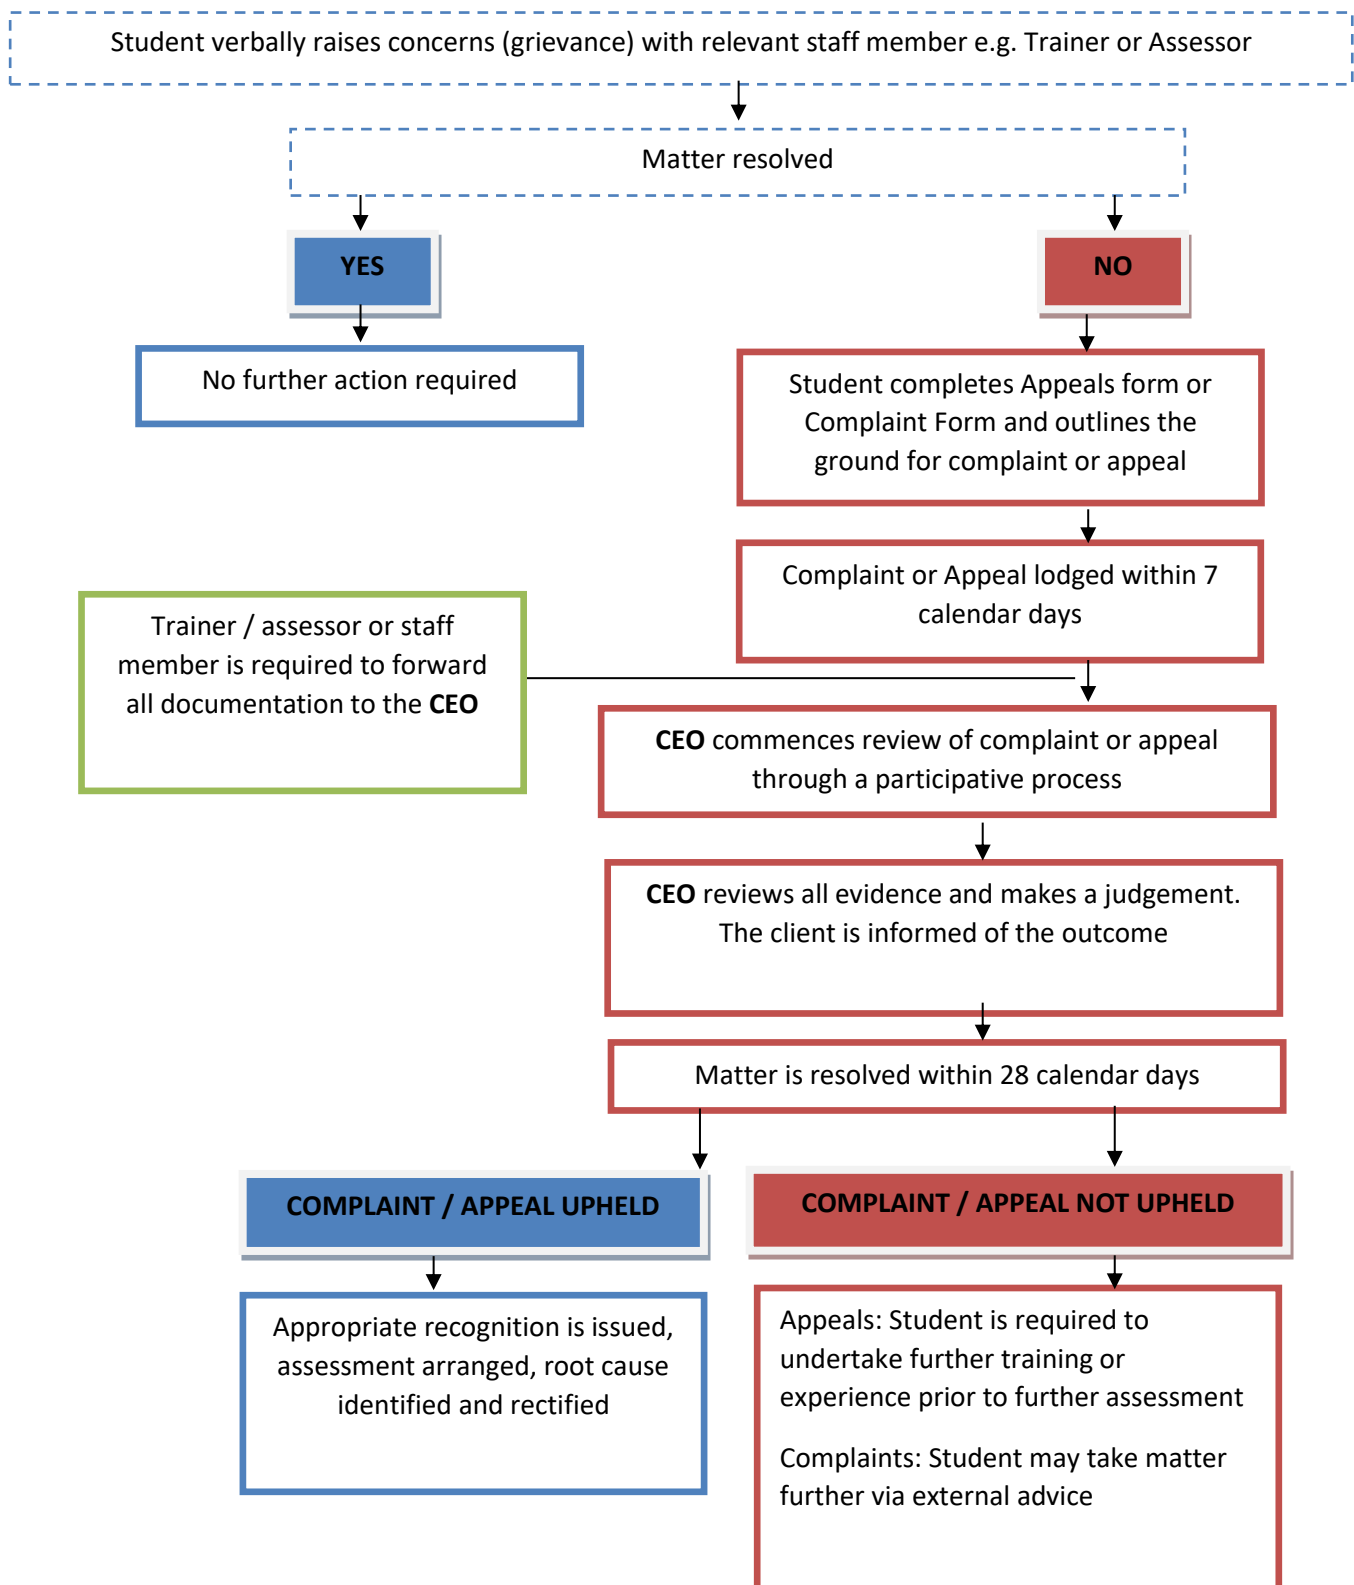 Student verbally raises concerns (grievance) with relevant staff member e.g. Trainer or Assessor
Matter resolved
YES
NO
No further action required
Student completes Appeals form or
Complaint Form and outlines the
ground for complaint or appeal
Complaint or Appeal lodged within 7
calendar days
Trainer / assessor or staff
member is required to forward
all documentation to the CEO
CEO commences review of complaint or appeal
through a participative process
CEO reviews all evidence and makes a judgement.
The client is informed of the outcome
Matter is resolved within 28 calendar days
COMPLAINT / APPEAL UPHELD
COMPLAINT / APPEAL NOT UPHELD
Appropriate recognition is issued,
assessment arranged, root cause
identified and rectified
Appeals: Student is required to
undertake further training or
experience prior to further assessment
Complaints: Student may take matter
further via external advice